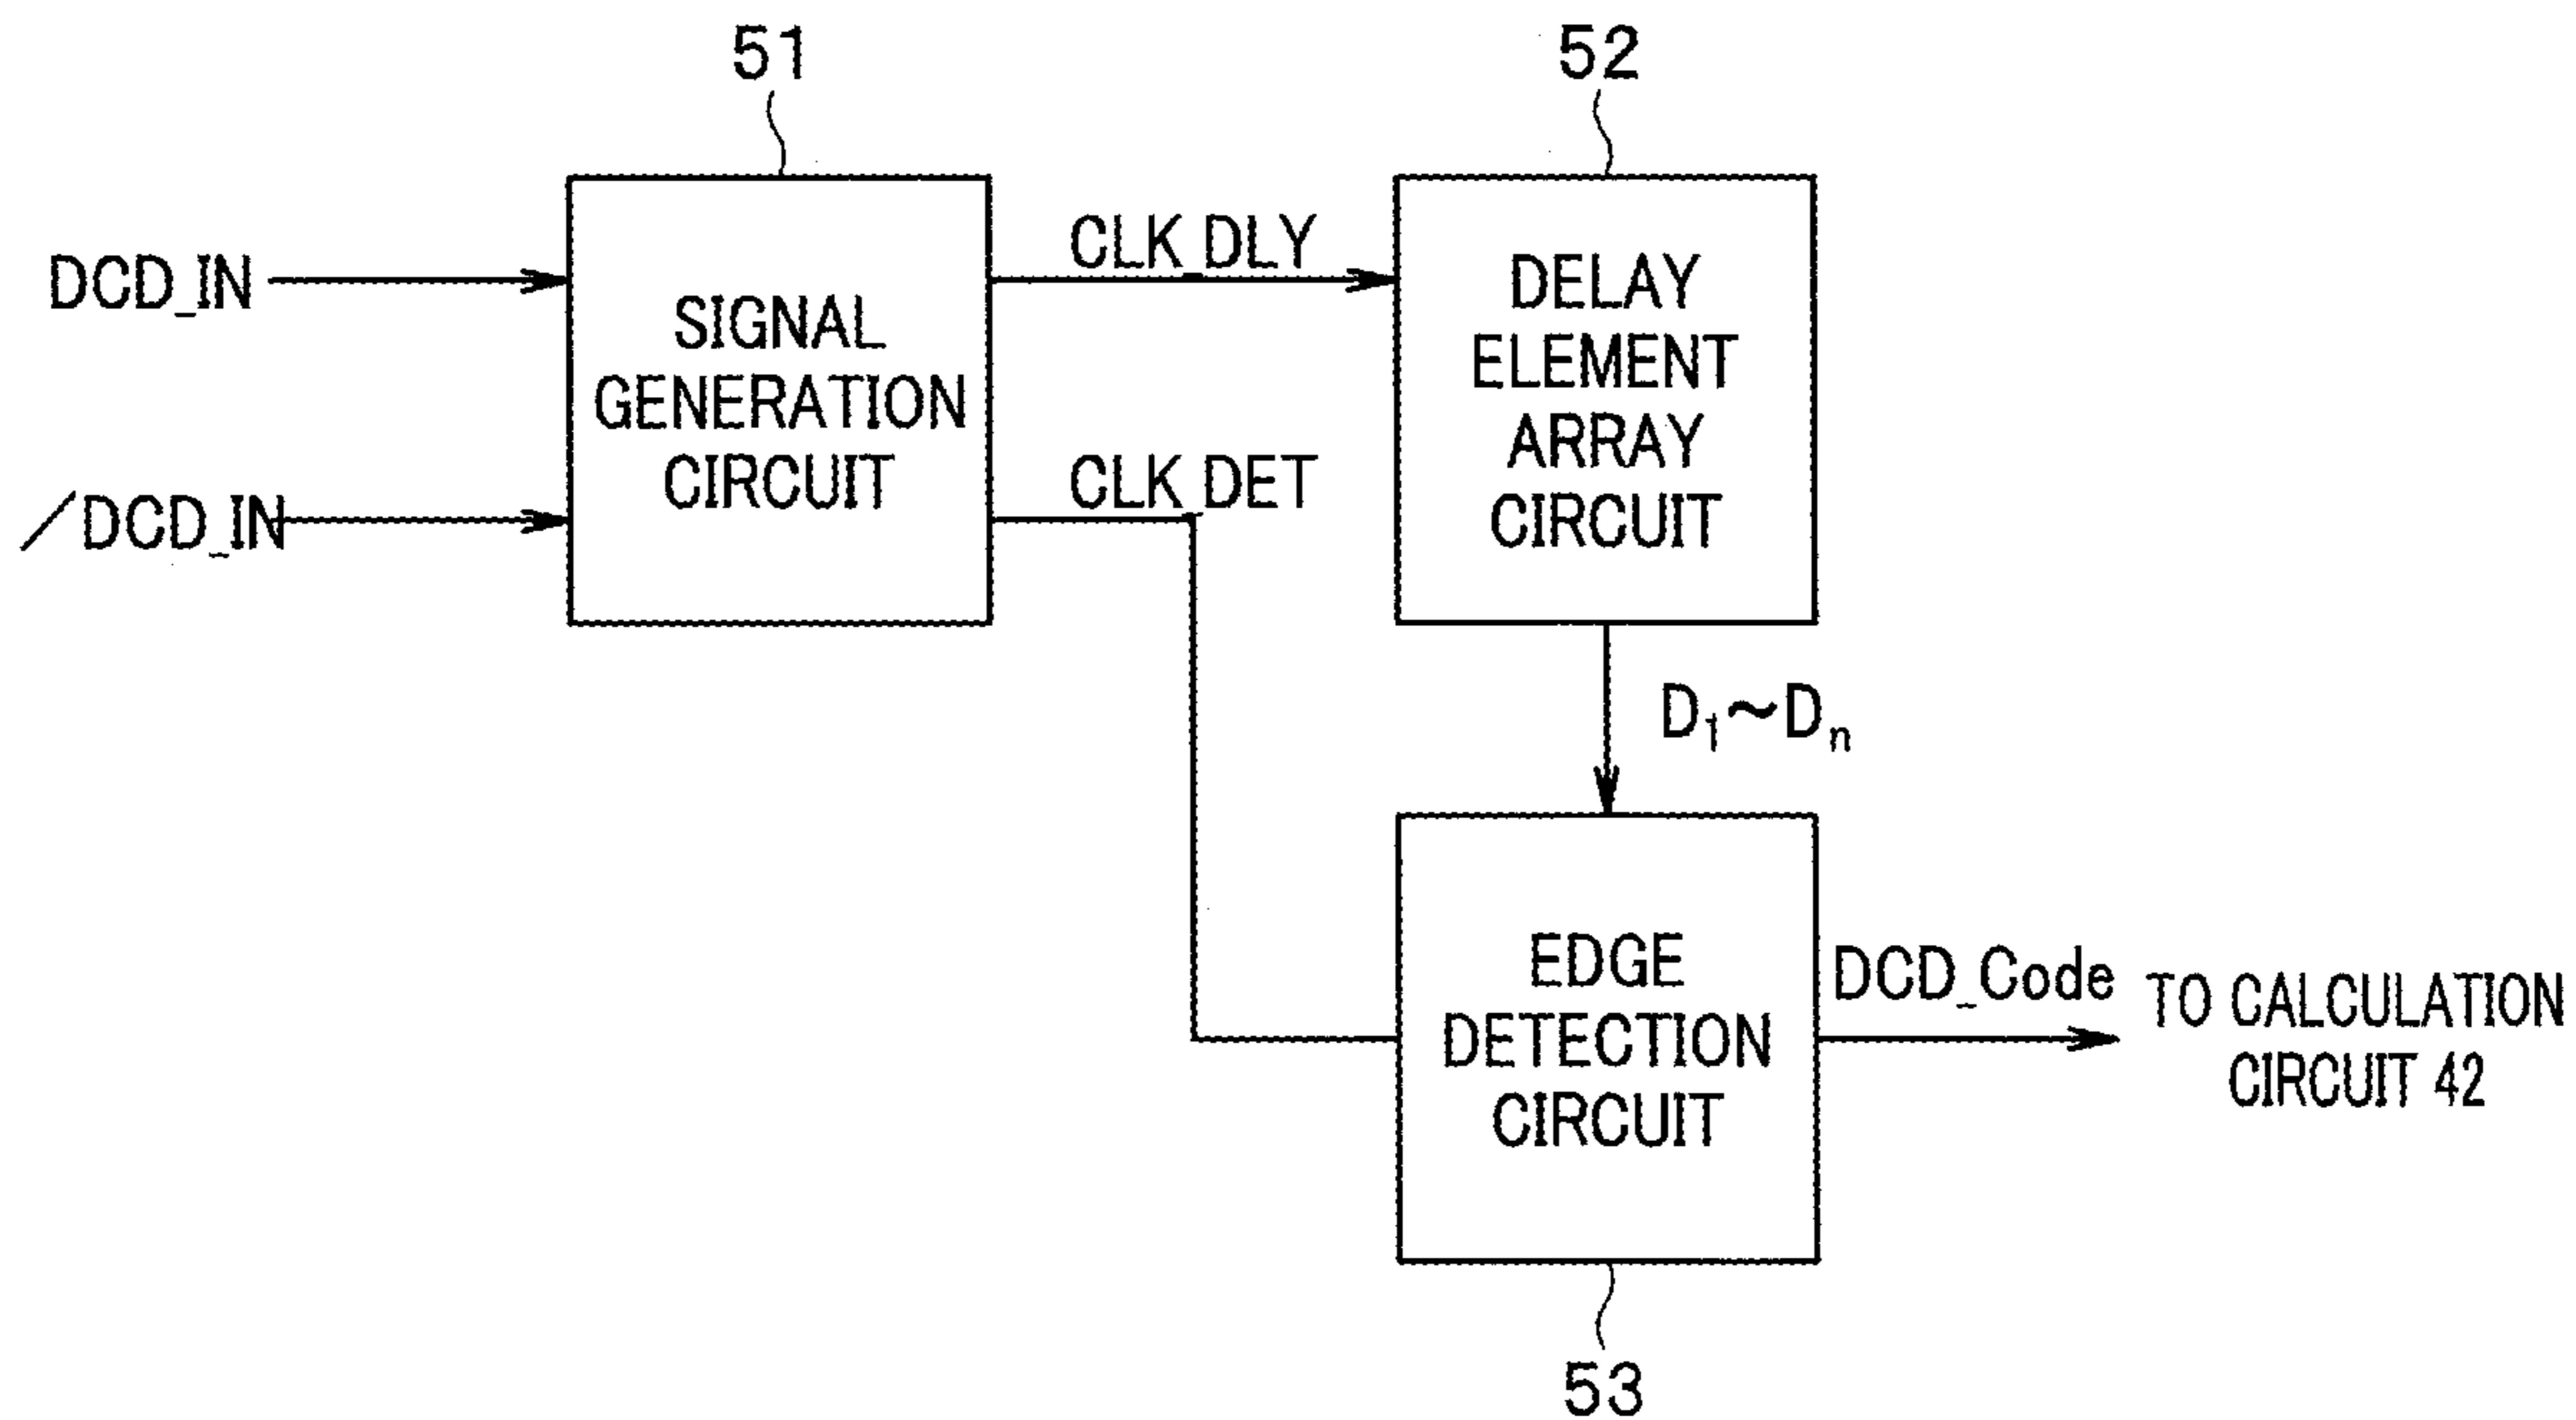 51
52
DCD_IN
/DCD_IN
SIGNAL
GENERATION
CIRCUIT
CLK_DLY
CLK_DET
DELAY
ELEMENT
ARRAY
CIRCUIT
D1~Dn
EDGE
DETECTION
CIRCUIT
DCD_Code
TO CALCULATION
CIRCUIT 42
53